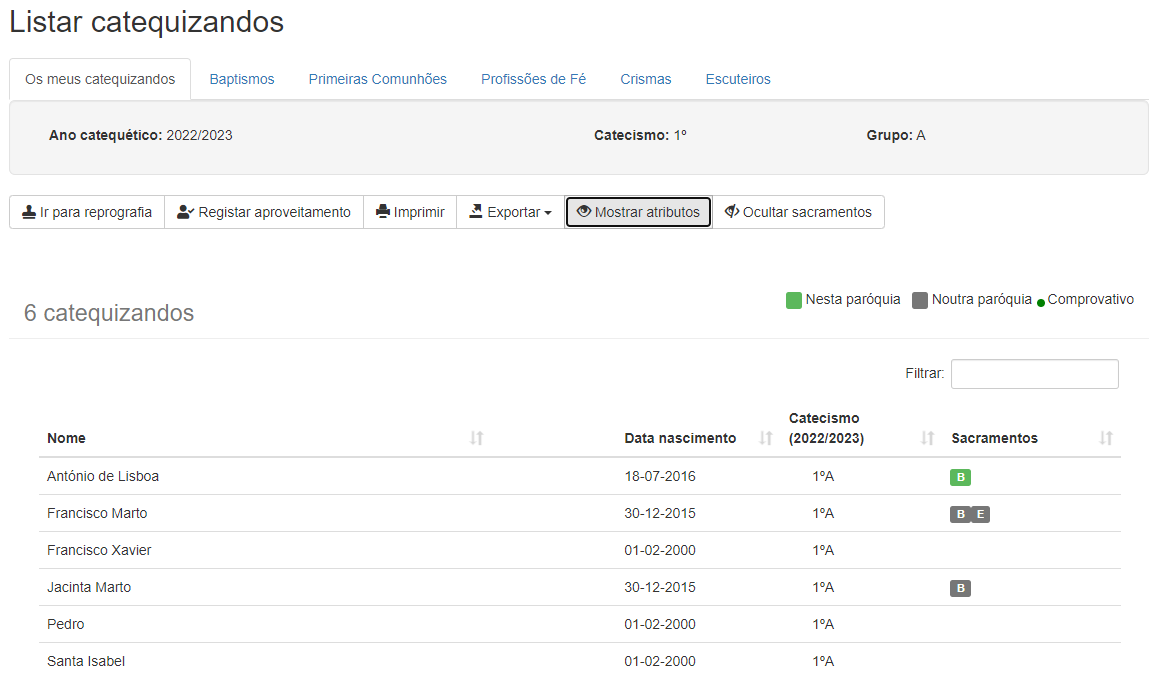 Listar catequizandos
Os meus catequizandos Baptismos Primeiras Comunhões Profissões de Fé Crismas Escuteiros
Ano catequético: 2022/2023 Catecismo: 1º Grupo: A
Ir para reprografia Registar aproveitamento Imprimir Exportar Mostrar atributos Ocultar sacramentos
6 catequizandos Nesta paróquia Noutra paróquia Comprovativo
Filtrar:
Nome Data nascimento Catecismo (2022/2023) Sacramentos
António de Lisboa 18-07-2016 1ºA B
Francisco Marto 30-12-2015 1ºA B E
Francisco Xavier 01-02-2000 1ºA
Jacinta Marto 30-12-2015 1ºA B
Pedro 01-02-2000 1ºA
Santa Isabel 01-02-2000 1ºA